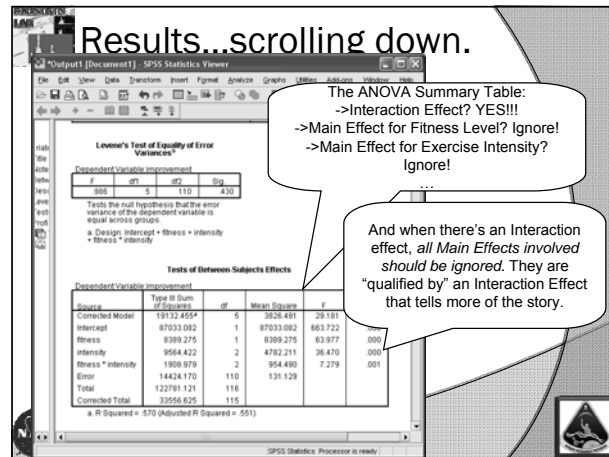 Results...scrolling down.
*Output1 [Document1] - SPSS Statistics Viewer
File Edit View Data Transform Insert Format Analyze Graphs Utilities Add-ons Window Help
The ANOVA Summary Table:
->Interaction Effect? YES!!!
->Main Effect for Fitness Level? Ignore!
->Main Effect for Exercise Intensity?
Ignore!
…
And when there's an Interaction
effect, all Main Effects involved
should be ignored. They are
“qualified by” an Interaction Effect
that tells more of the story.
Levene's Test of Equality of Error
Variances
Dependent Variable:improvement
F df1 df2 Sig.
.986 5 110 .430
Tests the null hypothesis that the error
variance of the dependent variable is
equal across groups.
a. Design: Intercept + fitness + intensity
+ fitness * intensity
Tests of Between-Subjects Effects
Dependent Variable:improvement
Source Type III Sum of Squares df Mean Square F
Corrected Model 19132.455a 5 3826.491 29.181
Intercept 87033.082 1 87033.082 663.722 .000
fitness 8389.275 1 8389.275 63.977 .000
intensity 9564.422 2 4782.211 36.470 .000
fitness * intensity 1908.979 2 954.490 7.279 .001
Error 14424.170 110 131.129
Total 122781.121 116
Corrected Total 33556.625 115
a. R Squared = .570 (Adjusted R Squared = .551)
SPSS Statistics Processor is ready